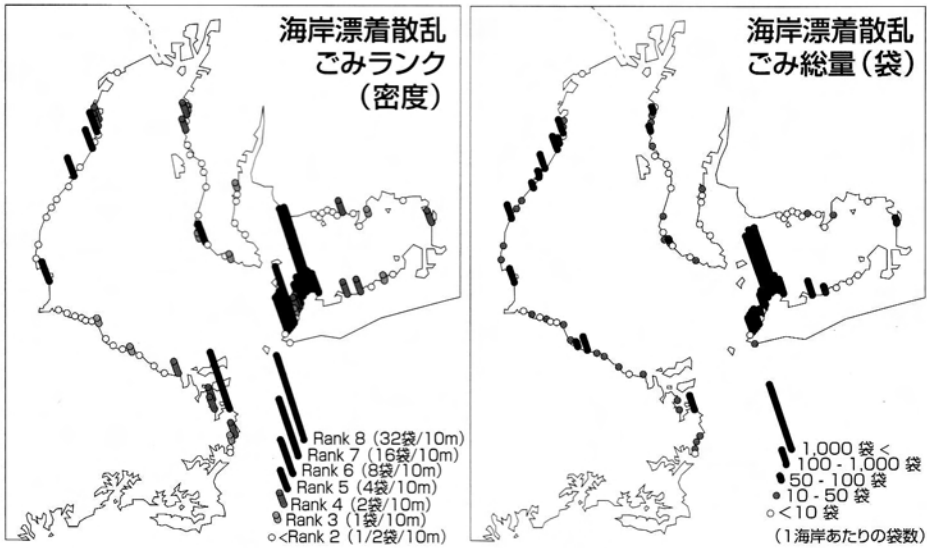 海岸漂着散乱
ごみランク
（密度）
Rank 8（32袋/10m）
Rank 7（16袋/10m）
Rank 6（8袋/10m）
Rank 5（4袋/10m）
Rank 4（2袋/10m）
Rank 3（1袋/10m）
<Rank 2（1/2袋/10m）
海岸漂着散乱
ごみ総量（袋）
1,000 袋 <
100 - 1,000 袋
50 - 100 袋
10 - 50 袋
<10 袋
（1海岸あたりの袋数）